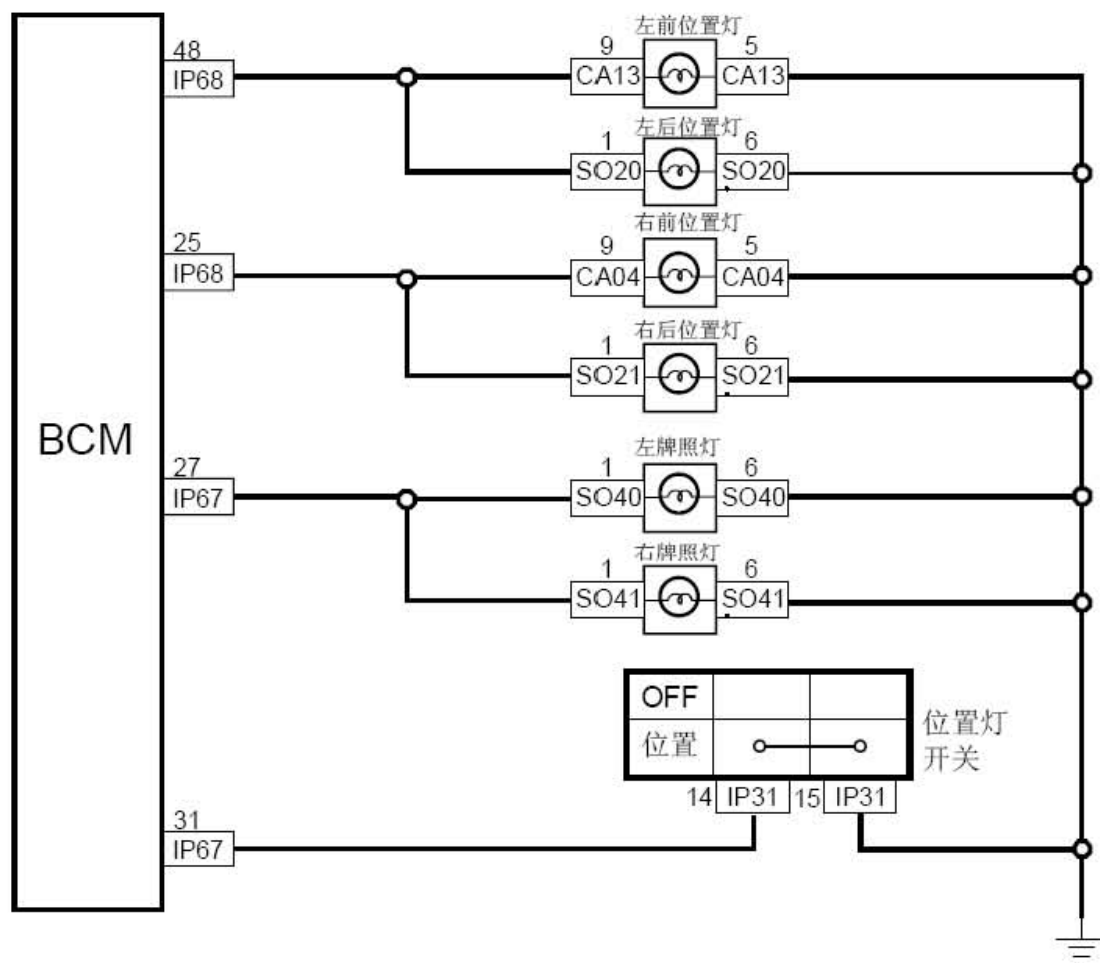 左前位置灯
48
9
5
IP68
CA13
CA13
左后位置灯
1
6
SO20
SO20
右前位置灯
25
9
5
IP68
CA04
CA04
右后位置灯
1
6
SO21
SO21
BCM
左牌照灯
27
1
6
IP67
SO40
SO40
右牌照灯
1
6
SO41
SO41
OFF
位置
位置灯
开关
14 IP31 15 IP31
31
IP67